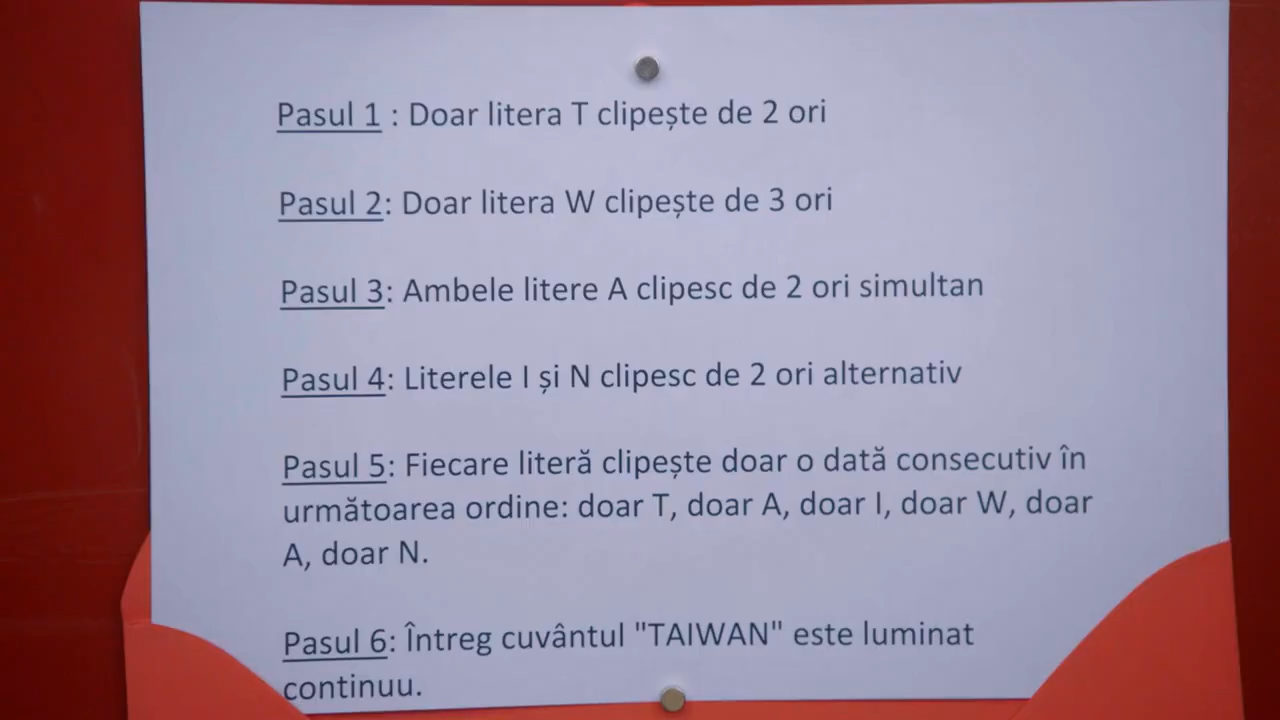 Pasul 1 : Doar litera T clipește de 2 ori
Pasul 2: Doar litera W clipește de 3 ori
Pasul 3: Ambele litere A clipesc de 2 ori simultan
Pasul 4: Literele I și N clipesc de 2 ori alternativ
Pasul 5: Fiecare literă clipește doar o dată consecutiv în
următoarea ordine: doar T, doar A, doar I, doar W, doar
A, doar N.
Pasul 6: Întreg cuvântul "TAIWAN" este luminat
continuu.